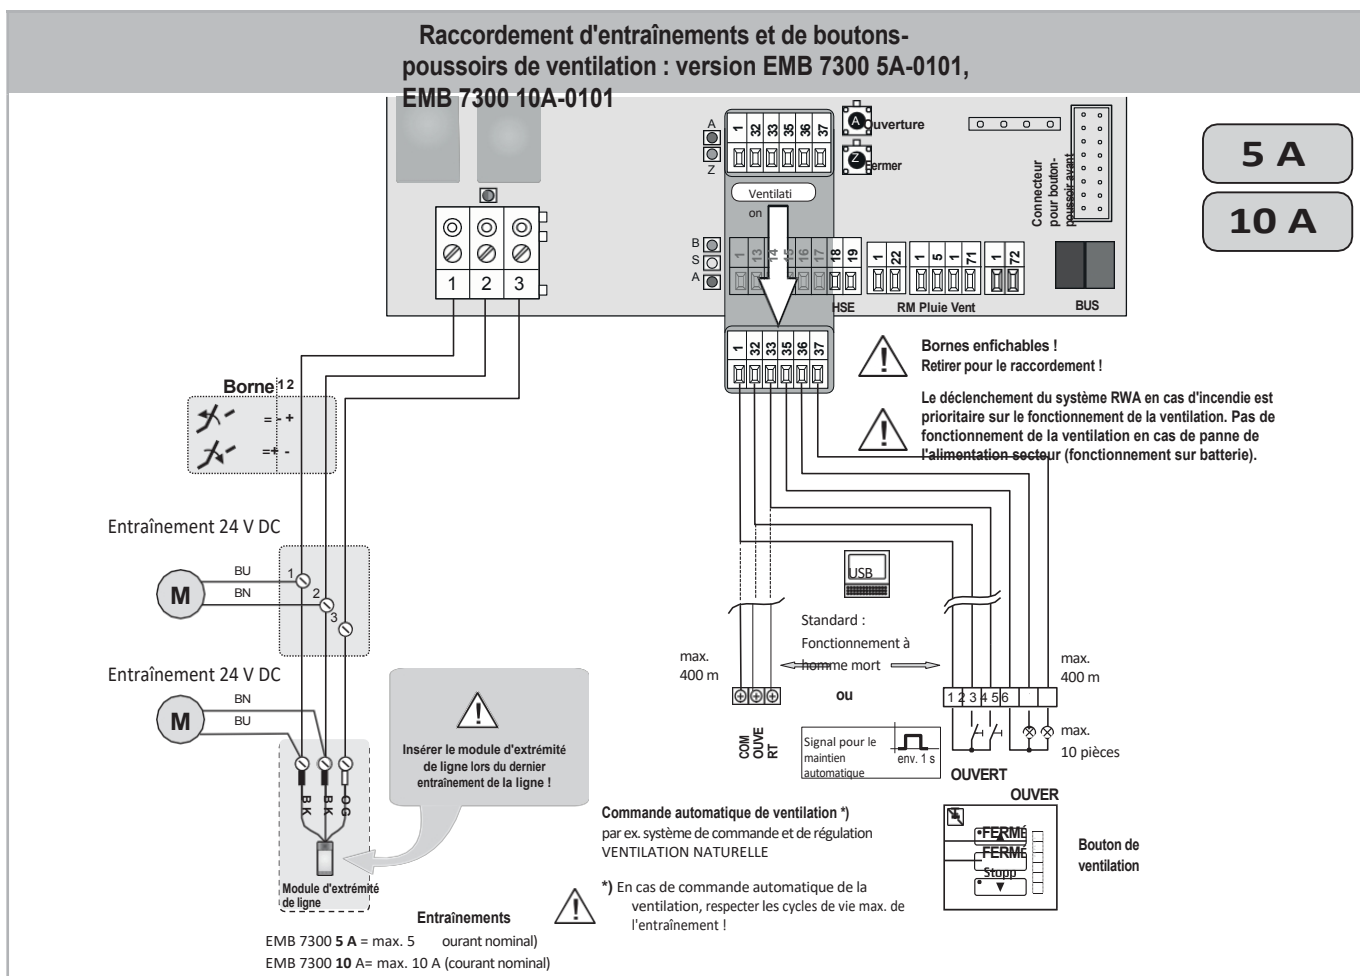 Raccordement d'entraînements et de boutons-
poussoirs de ventilation : version EMB 7300 5A-0101,
EMB 7300 10A-0101
5 A
10 A
A
Z
1 32 33 35 36 37
A Ouverture
Z Fermer
Connecteur
pour bouton-
poussoir avant
Ventilati
on
B
S
A
1 13 14 15 16 17 18 19
1 22
1 5 1 71
1 72
HSE
RM Pluie Vent
BUS
1 2 3
1 32 33 35 36 37
Bornes enfichables !
Retirer pour le raccordement !
Le déclenchement du système RWA en cas d'incendie est
prioritaire sur le fonctionnement de la ventilation. Pas de
fonctionnement de la ventilation en cas de panne de
l'alimentation secteur (fonctionnement sur batterie).
Borne 1 2
= - +
=+ -
Entraînement 24 V DC
M
BU
BN
1
2
3
Entraînement 24 V DC
M
BN
BU
BK
BK
OG
Module d'extrémité
de ligne
Insérer le module d'extrémité
de ligne lors du dernier
entraînement de la ligne !
USB
Standard :
Fonctionnement à
homme mort
ou
max.
400 m
max.
400 m
COM
OUVE
RT
Signal pour le
maintien
automatique
env. 1 s
1 2 3 4 5 6
max.
10 pièces
OUVERT
OUVER
FERMÉ
FERMÉ
Stopp
Bouton de
ventilation
Commande automatique de ventilation *)
par ex. système de commande et de régulation
VENTILATION NATURELLE
*) En cas de commande automatique de la
ventilation, respecter les cycles de vie max. de
l'entraînement !
Entraînements
EMB 7300 5 A = max. 5 ourant nominal)
EMB 7300 10 A= max. 10 A (courant nominal)